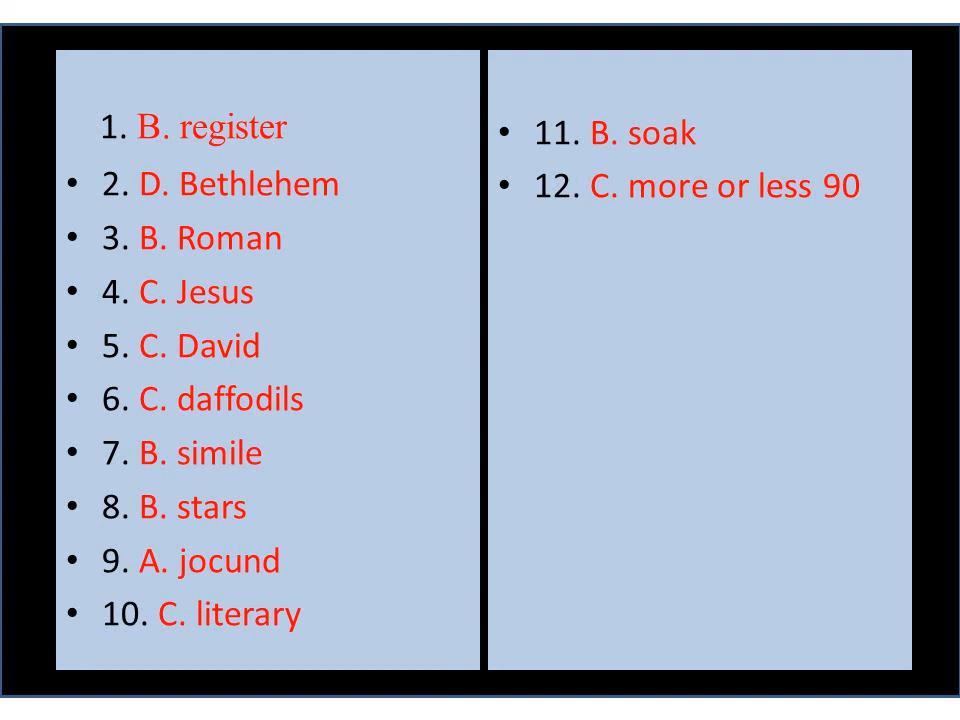 1. B. register
• 2. D. Bethlehem
• 3. B. Roman
• 4. C. Jesus
• 5. C. David
• 6. C. daffodils
• 7. B. simile
• 8. B. stars
• 9. A. jocund
• 10. C. literary
• 11. B. soak
• 12. C. more or less 90